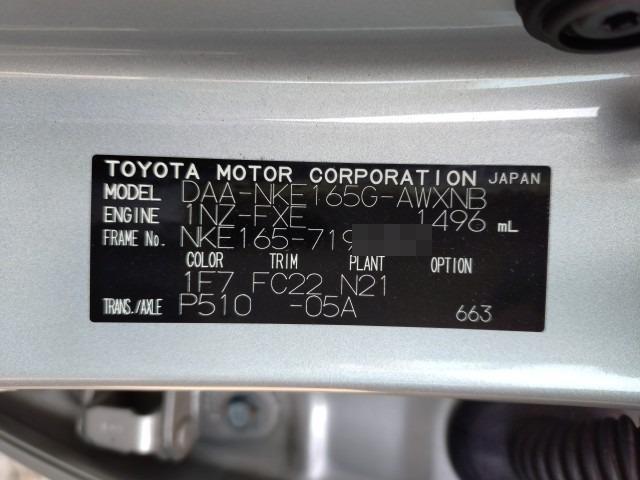 TOYOTA MOTOR CORPORATION JAPAN
MODEL DAA-NKE165G-AWXNB
ENGINE 1NZ-FXE 1496 mL
FRAME No. NKE165-719
COLOR TRIM PLANT OPTION
1F7 FC22 N21
TRANS./AXLE P510 -05A 663